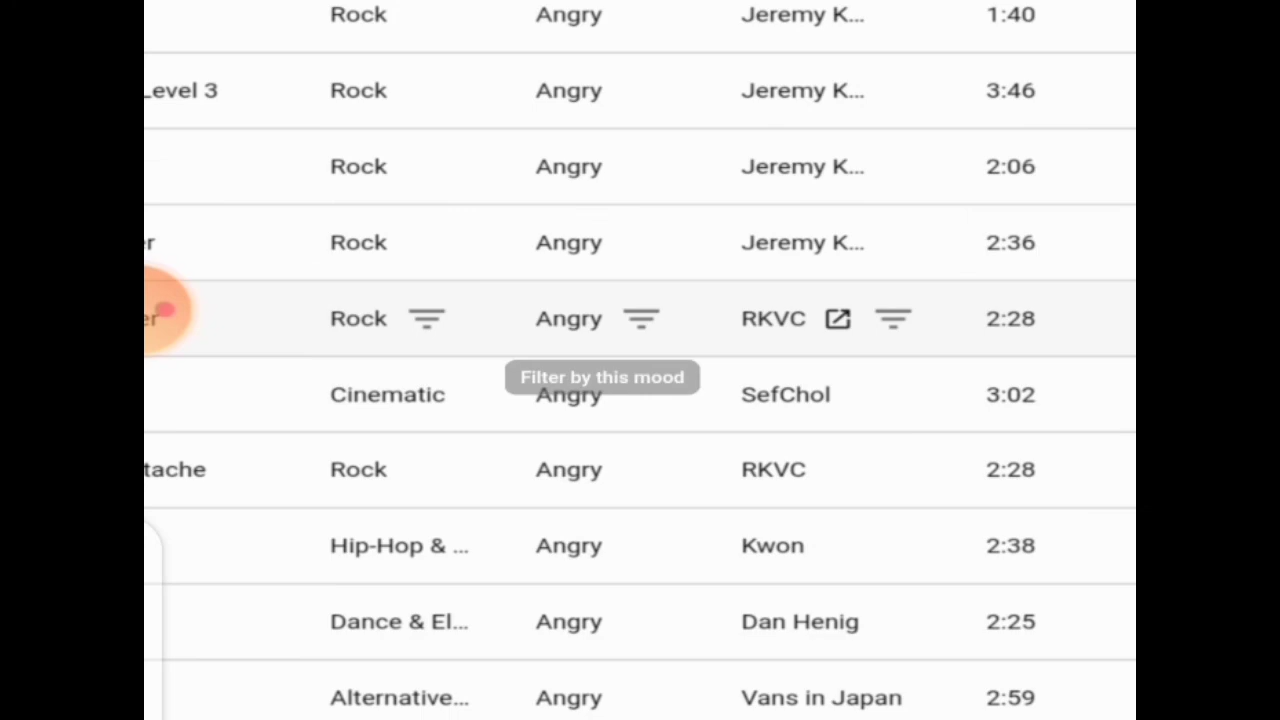 Rock Angry Jeremy K... 1:40
Level 3 Rock Angry Jeremy K... 3:46
Rock Angry Jeremy K... 2:06
er Rock Angry Jeremy K... 2:36
er Rock Angry RKVC 2:28
Filter by this mood
Cinematic Angry SefChol 3:02
tache Rock Angry RKVC 2:28
Hip-Hop & ... Angry Kwon 2:38
Dance & El... Angry Dan Henig 2:25
Alternative... Angry Vans in Japan 2:59